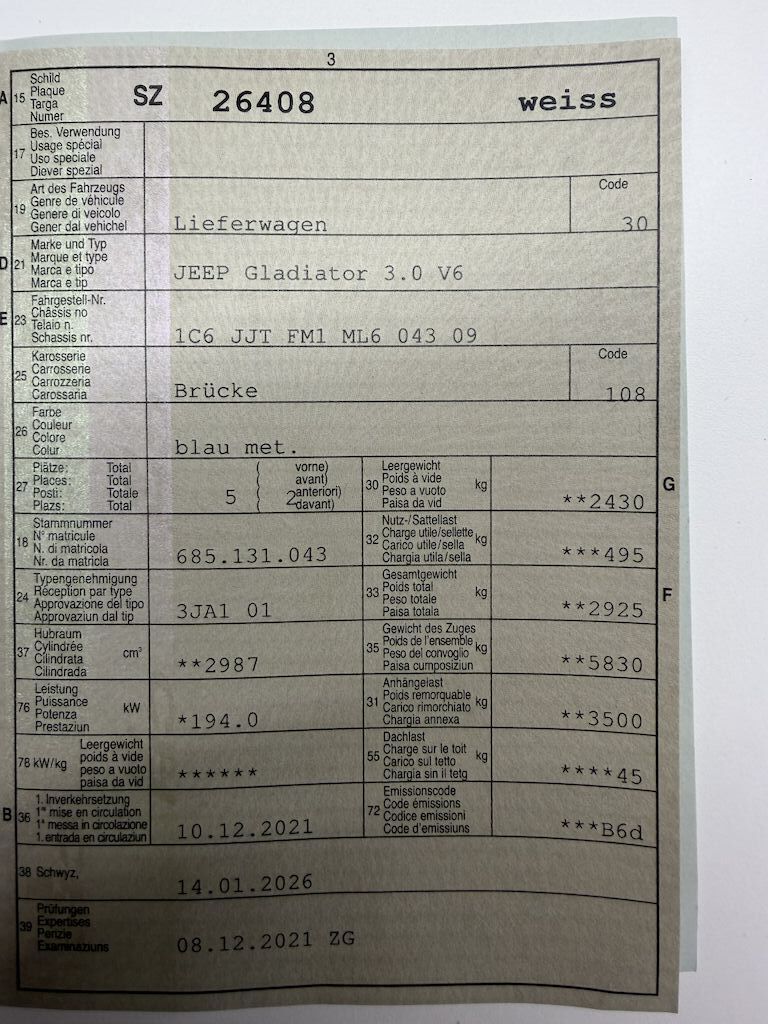 3
A 15 Schild
Plaque
Targa
Numer
SZ 26408 weiss
17 Bes. Verwendung
Usage spécial
Uso speciale
Diever spezial
19 Art des Fahrzeugs
Genre de véhicule
Genere di veicolo
Gener dal vehichel
Lieferwagen
Code
30
D 21 Marke und Typ
Marque et type
Marca e tipo
Marca e tip
JEEP Gladiator 3.0 V6
E 23 Fahrgestell-Nr.
Châssis no
Telaio n.
Schassis nr.
1C6 JJT FM1 ML6 043 09
25 Karosserie
Carrosserie
Carrozzeria
Carossaria
Brücke
Code
108
26 Farbe
Couleur
Colore
Colur
blau met.
27 Plätze: Total
Places: Total
Posti: Totale
Plazs: Total
5
( vorne)
( avant)
( 2 anteriori)
( davant)
30 Leergewicht
Poids à vide
Peso a vuoto
Paisa da vid
kg
**2430
G
18 Stammnummer
N° matricule
N. di matricola
Nr. da matricla
685.131.043
32 Nutz-/Sattellast
Charge utile/sellette
Carico utile/sella
Chargia utila/sella
kg
***495
24 Typengenehmigung
Réception par type
Approvazione del tipo
Approvaziun dal tip
3JA1 01
33 Gesamtgewicht
Poids total
Peso totale
Paisa totala
kg
**2925
F
37 Hubraum
Cylindrée
Cilindrata
Cilindrada
cm³
**2987
35 Gewicht des Zuges
Poids de l'ensemble
Peso del convoglio
Paisa cumposiziun
kg
**5830
76 Leistung
Puissance
Potenza
Prestaziun
kW
*194.0
31 Anhängelast
Poids remorquable
Carico rimorchiato
Chargia annexa
kg
**3500
78 kW/kg Leergewicht
poids à vide
peso a vuoto
paisa da vid
******
55 Dachlast
Charge sur le toit
Carico sul tetto
Chargia sin il tetg
kg
****45
B 36 1. Inverkehrsetzung
1re mise en circulation
1a messa in circolazione
1. entrada en circulaziun
10.12.2021
72 Emissionscode
Code émissions
Codice emissioni
Code d'emissiuns
***B6d
38 Schwyz,
14.01.2026
39 Prüfungen
Expertises
Perizie
Examinaziuns
08.12.2021 ZG